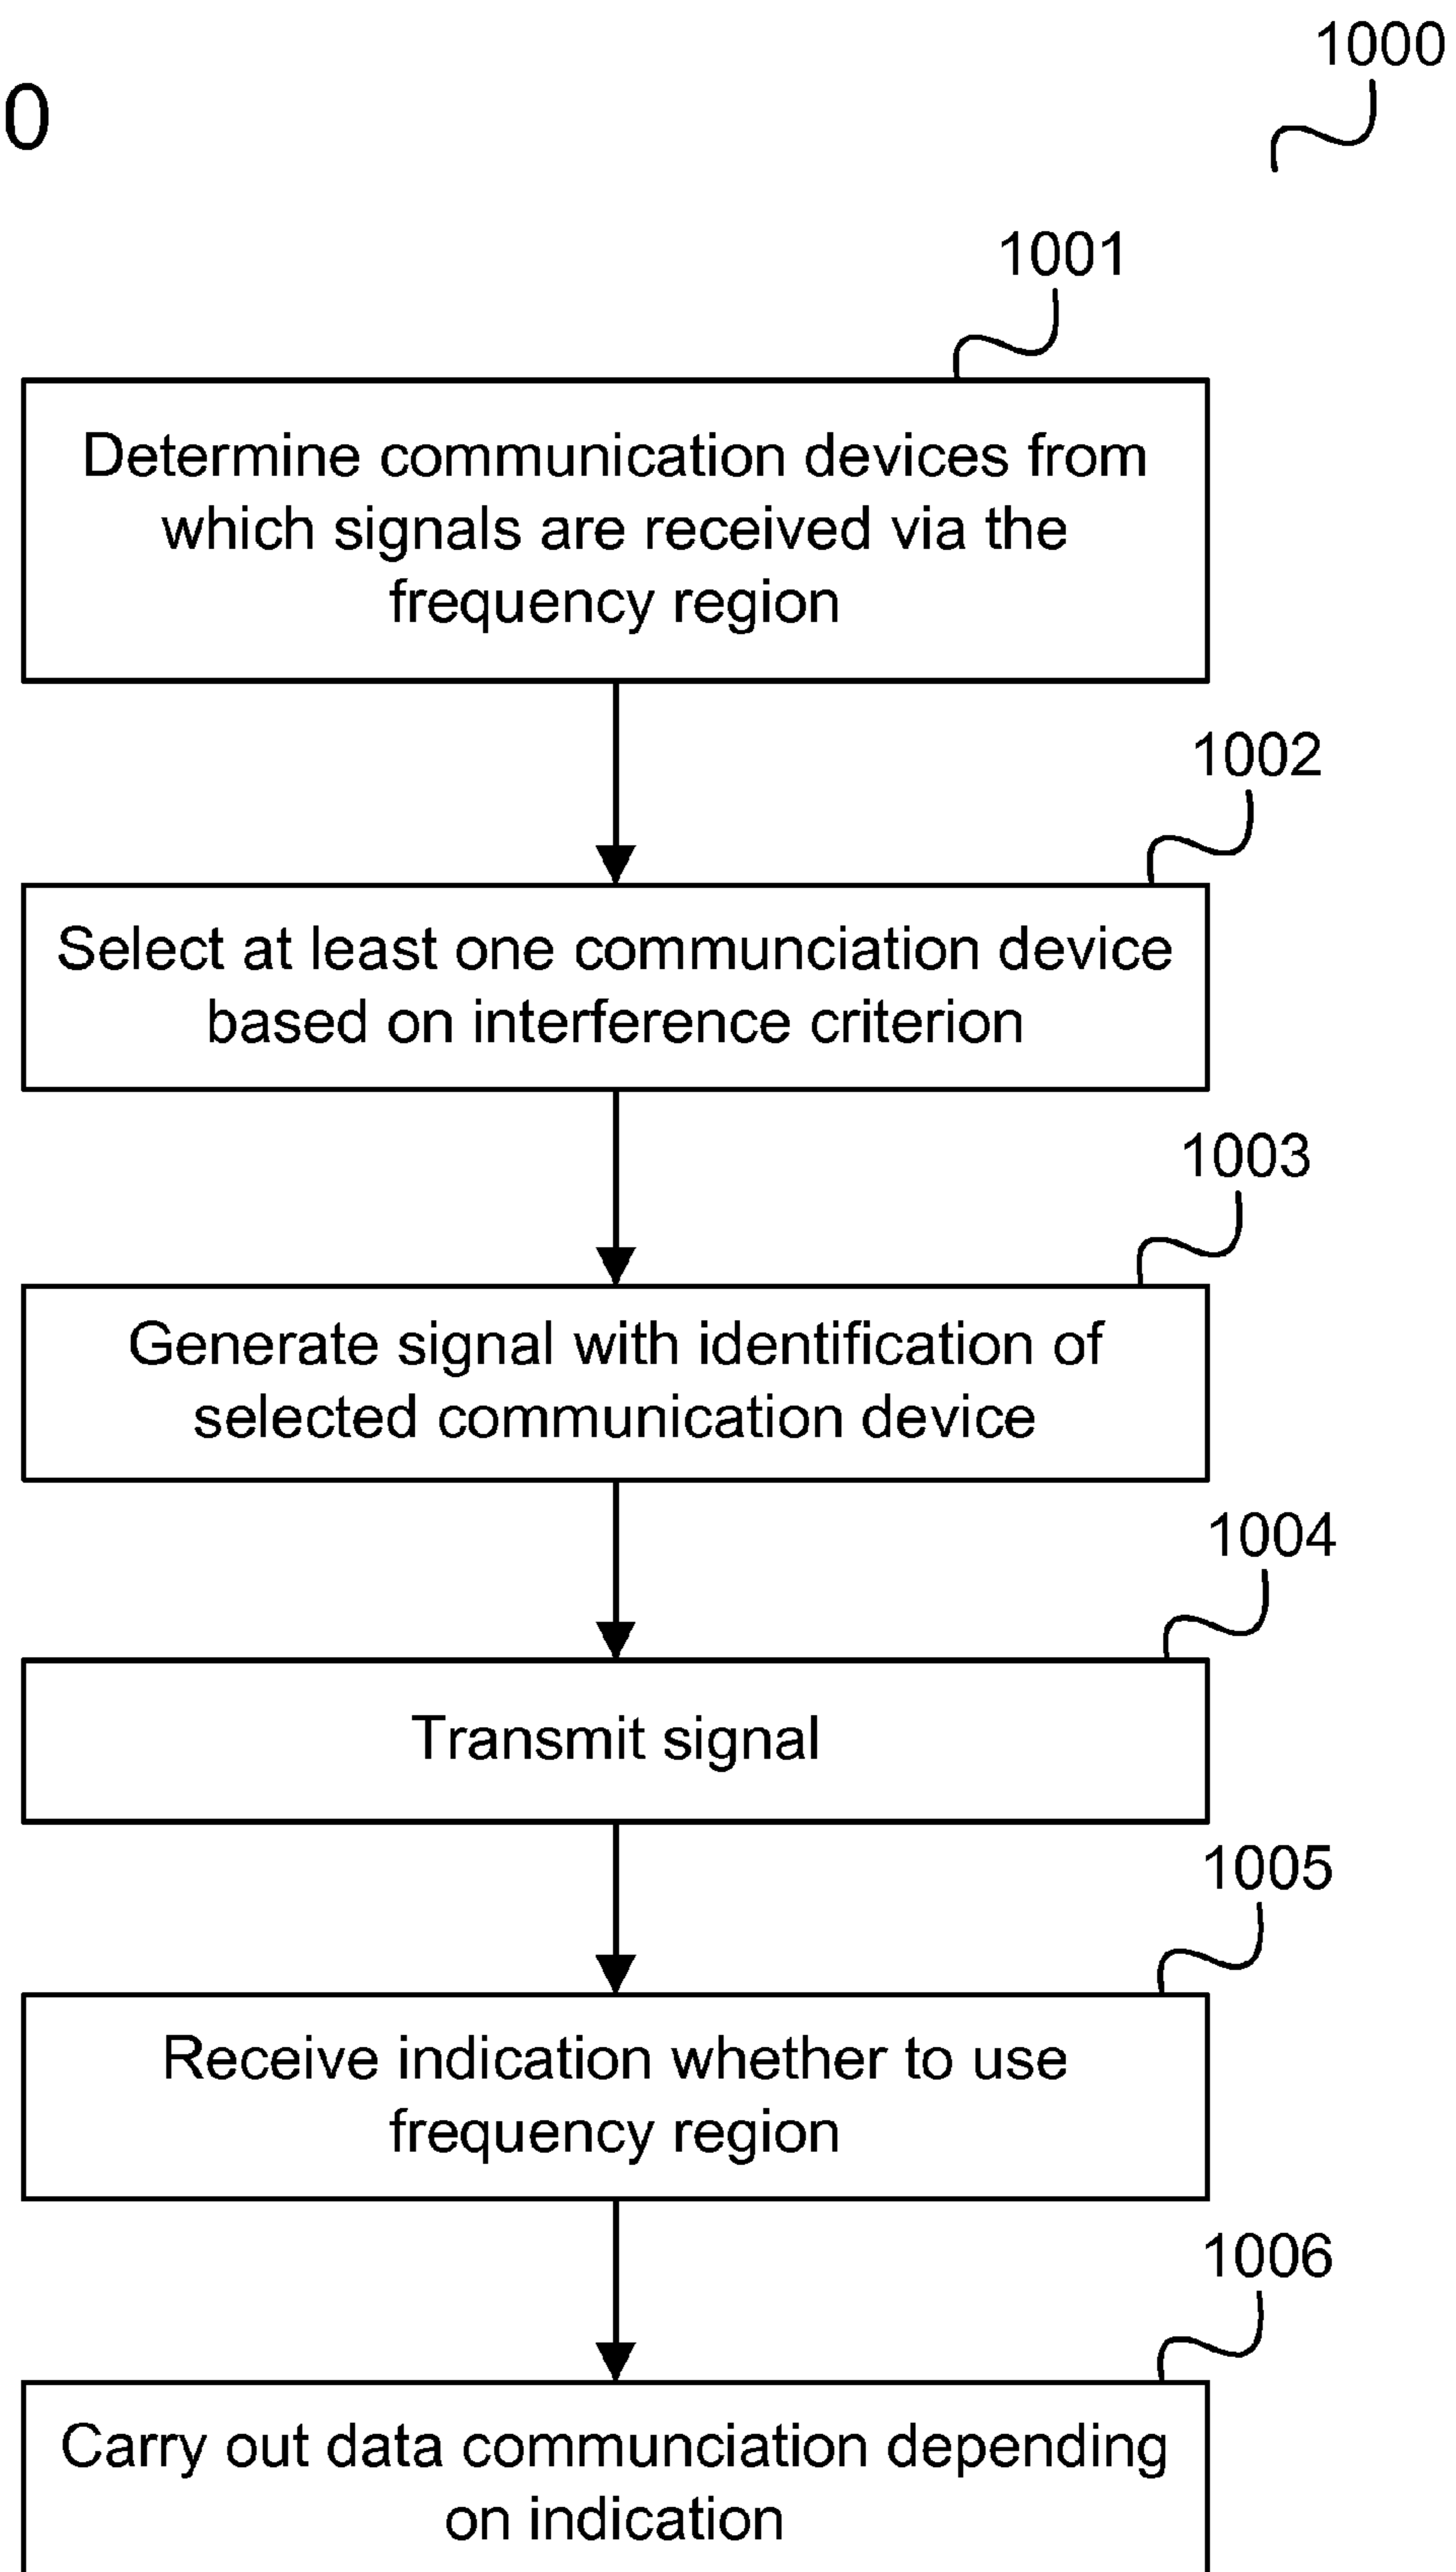 1000
0
1001
Determine communication devices from
which signals are received via the
frequency region
1002
Select at least one communciation device
based on interference criterion
1003
Generate signal with identification of
selected communication device
1004
Transmit signal
1005
Receive indication whether to use
frequency region
1006
Carry out data communciation depending
on indication